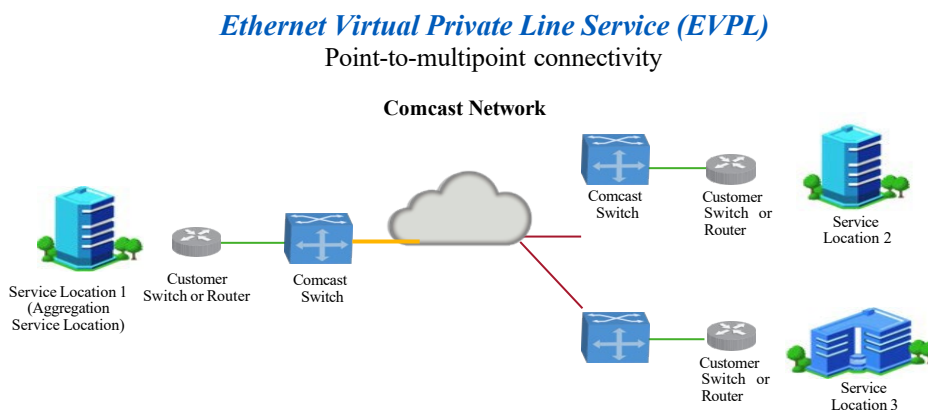 Ethernet Virtual Private Line Service (EVPL)
Point-to-multipoint connectivity
Comcast Network
Service Location 1
(Aggregation
Service Location)
Customer
Switch or Router
Comcast
Switch
Comcast
Switch
Customer
Switch or
Router
Service
Location 2
Customer
Switch or
Router
Service
Location 3